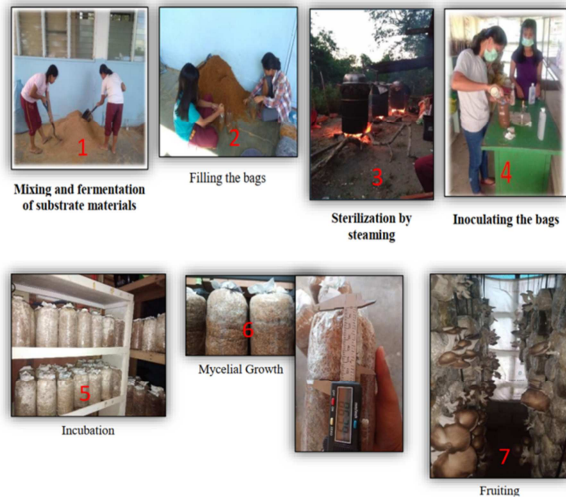 1
2
3
4
Mixing and fermentation
of substrate materials
Filling the bags
Sterilization by
steaming
Inoculating the bags
5
6
7
Incubation
Mycelial Growth
Fruiting